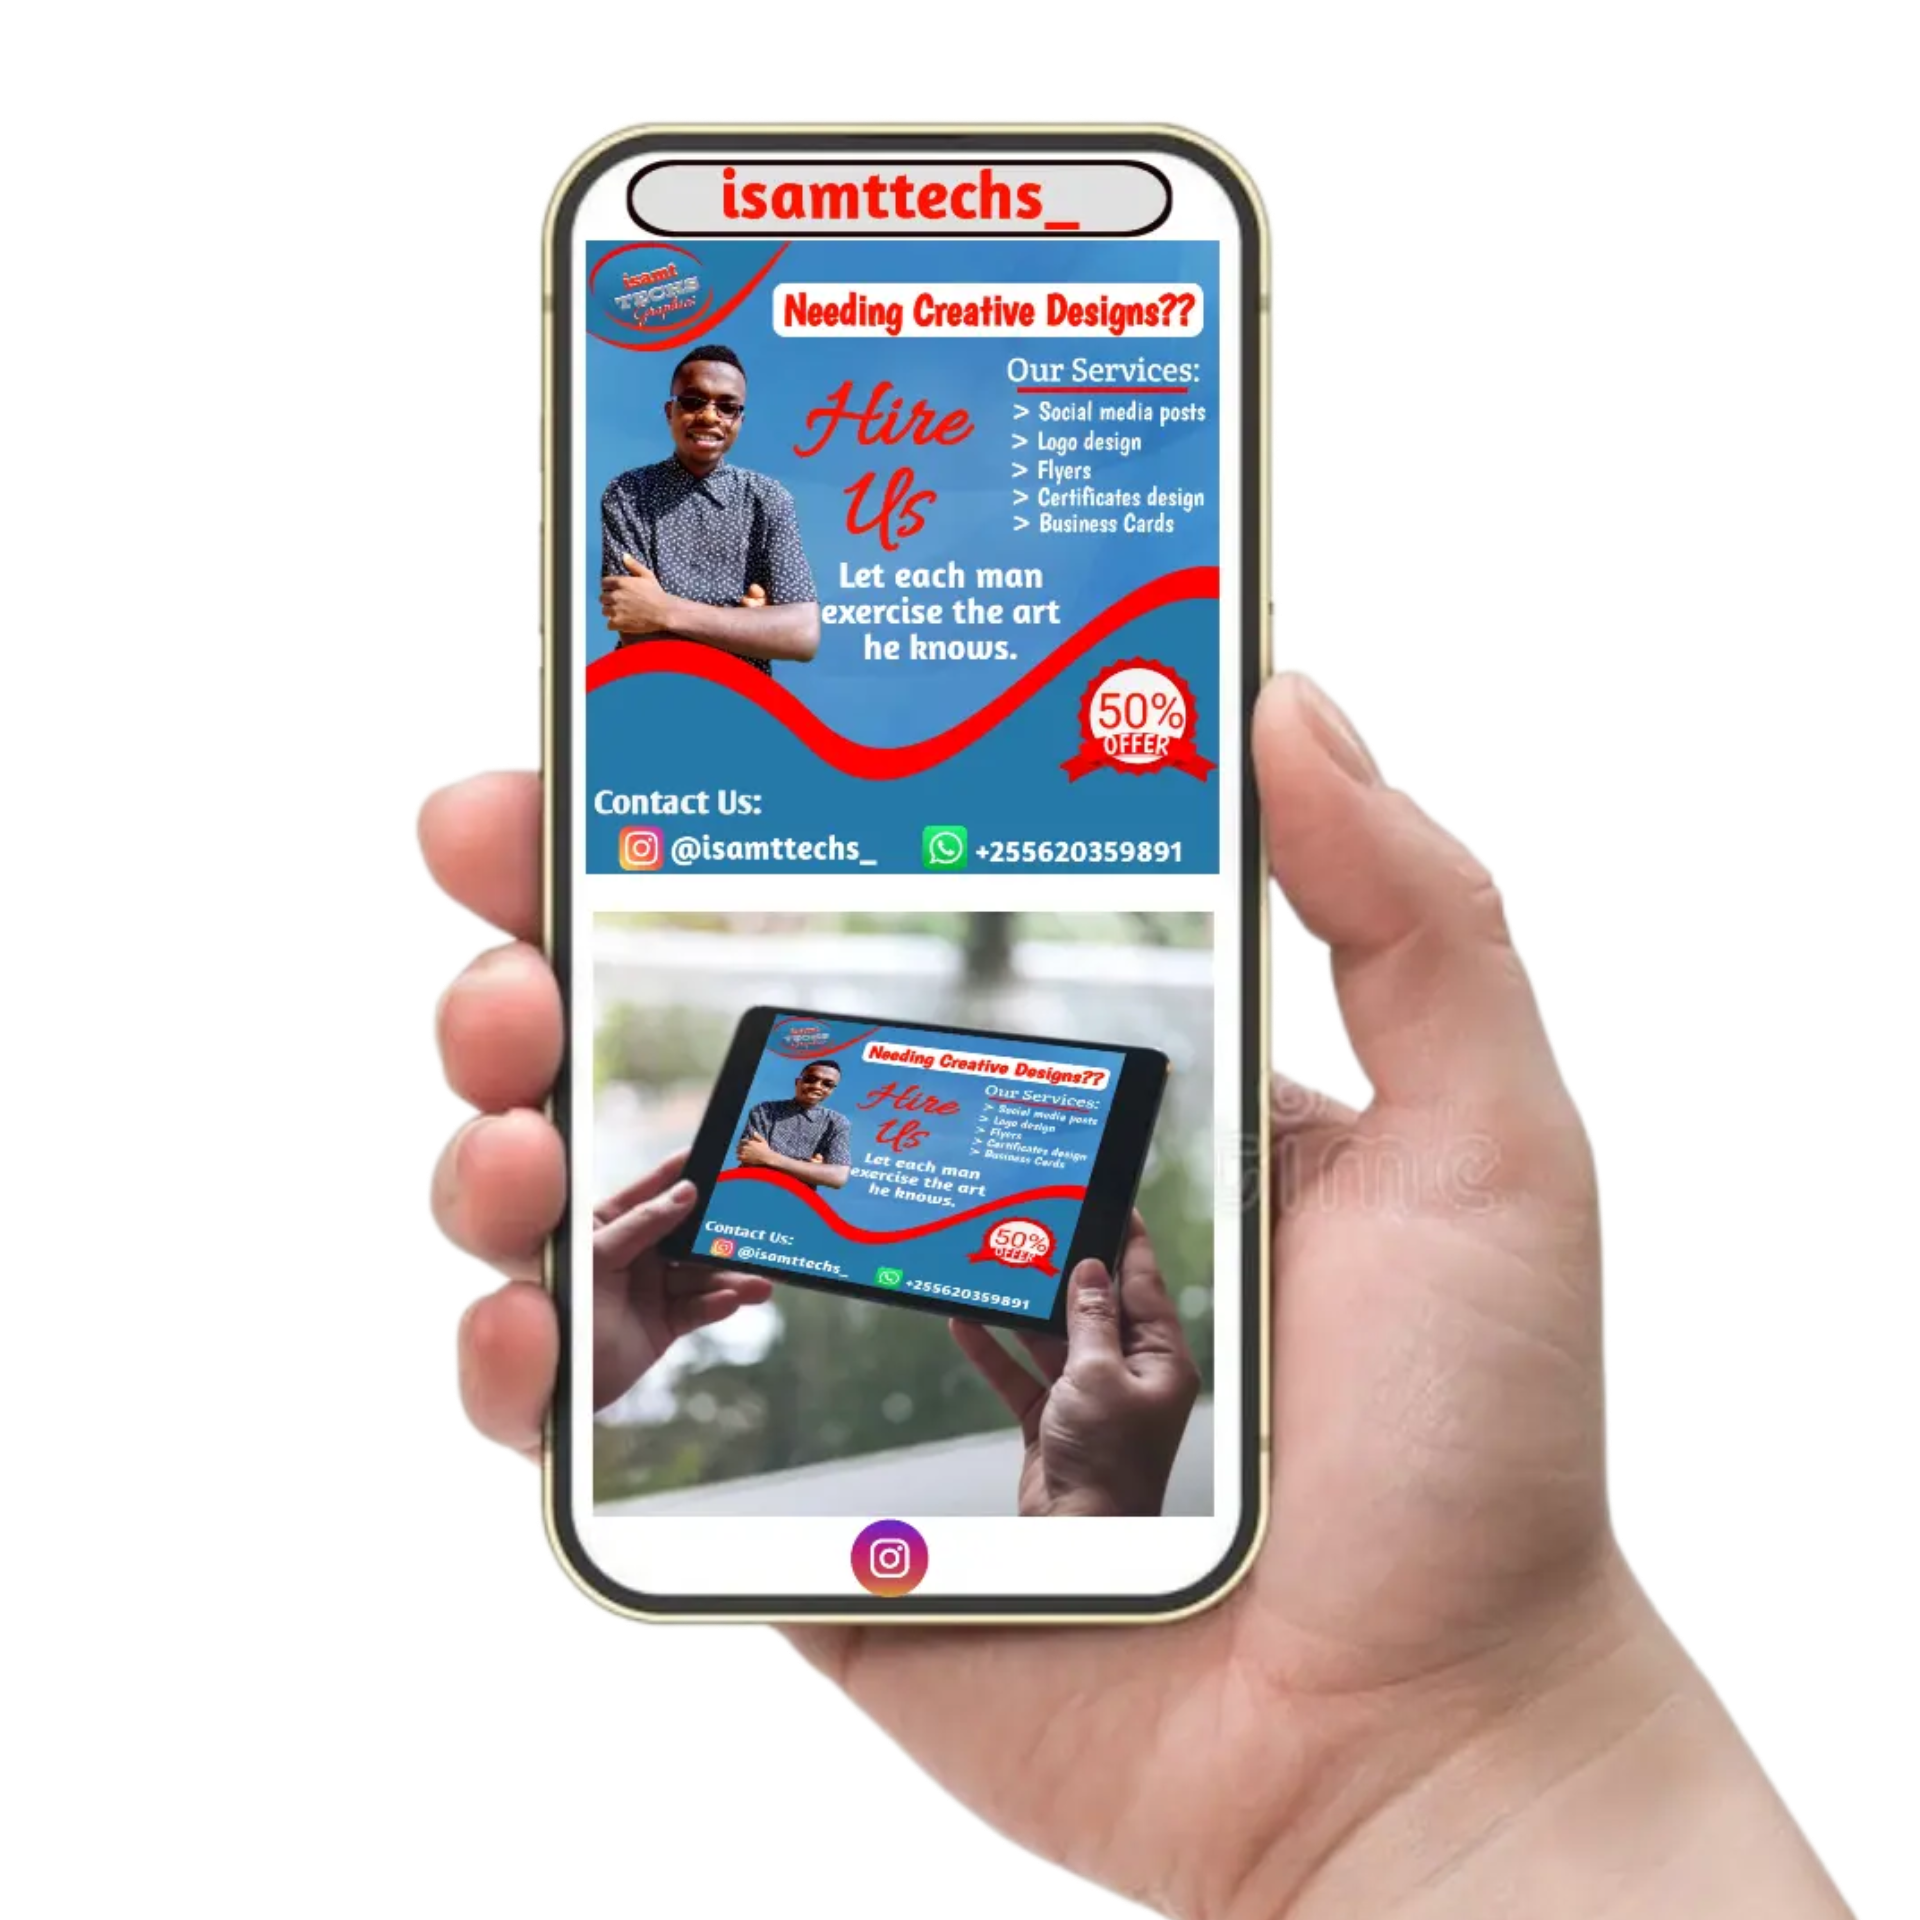 isamttechs_
isamt
TECHS
Graphics
Needing Creative Designs??
Our Services:
> Social media posts
> Logo design
> Flyers
> Certificates design
> Business Cards
Hire
Us
Let each man
exercise the art
he knows.
50%
OFFER
Contact Us:
@isamttechs_
+255620359891
TECHS
Needing Creative Designs??
Our Services:
> Social media posts
> Logo design
> Flyers
> Certificates design
> Business Cards
Hire
Us
Let each man
exercise the art
he knows.
50%
OFFER
Contact Us:
@isamttechs_
+255620359891